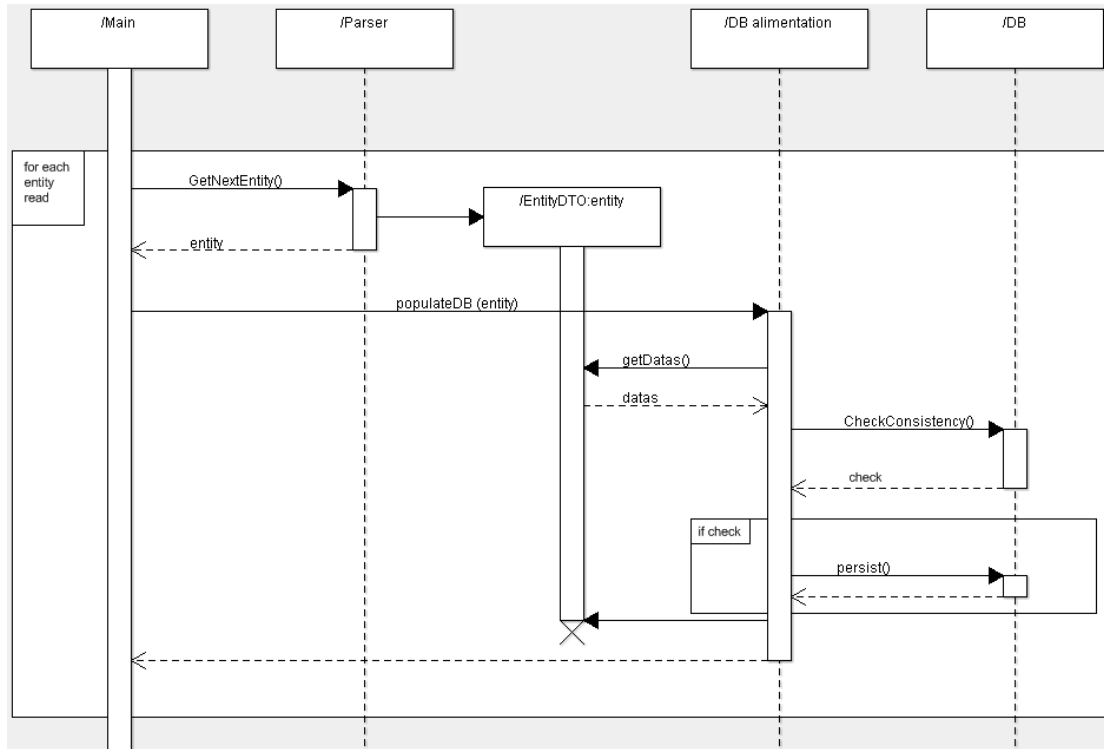 /Main
/Parser
/DB alimentation
/DB
for each
entity
read
GetNextEntity()
/EntityDTO:entity
entity
populateDB (entity)
getDatas()
datas
CheckConsistency()
check
if check
persist()